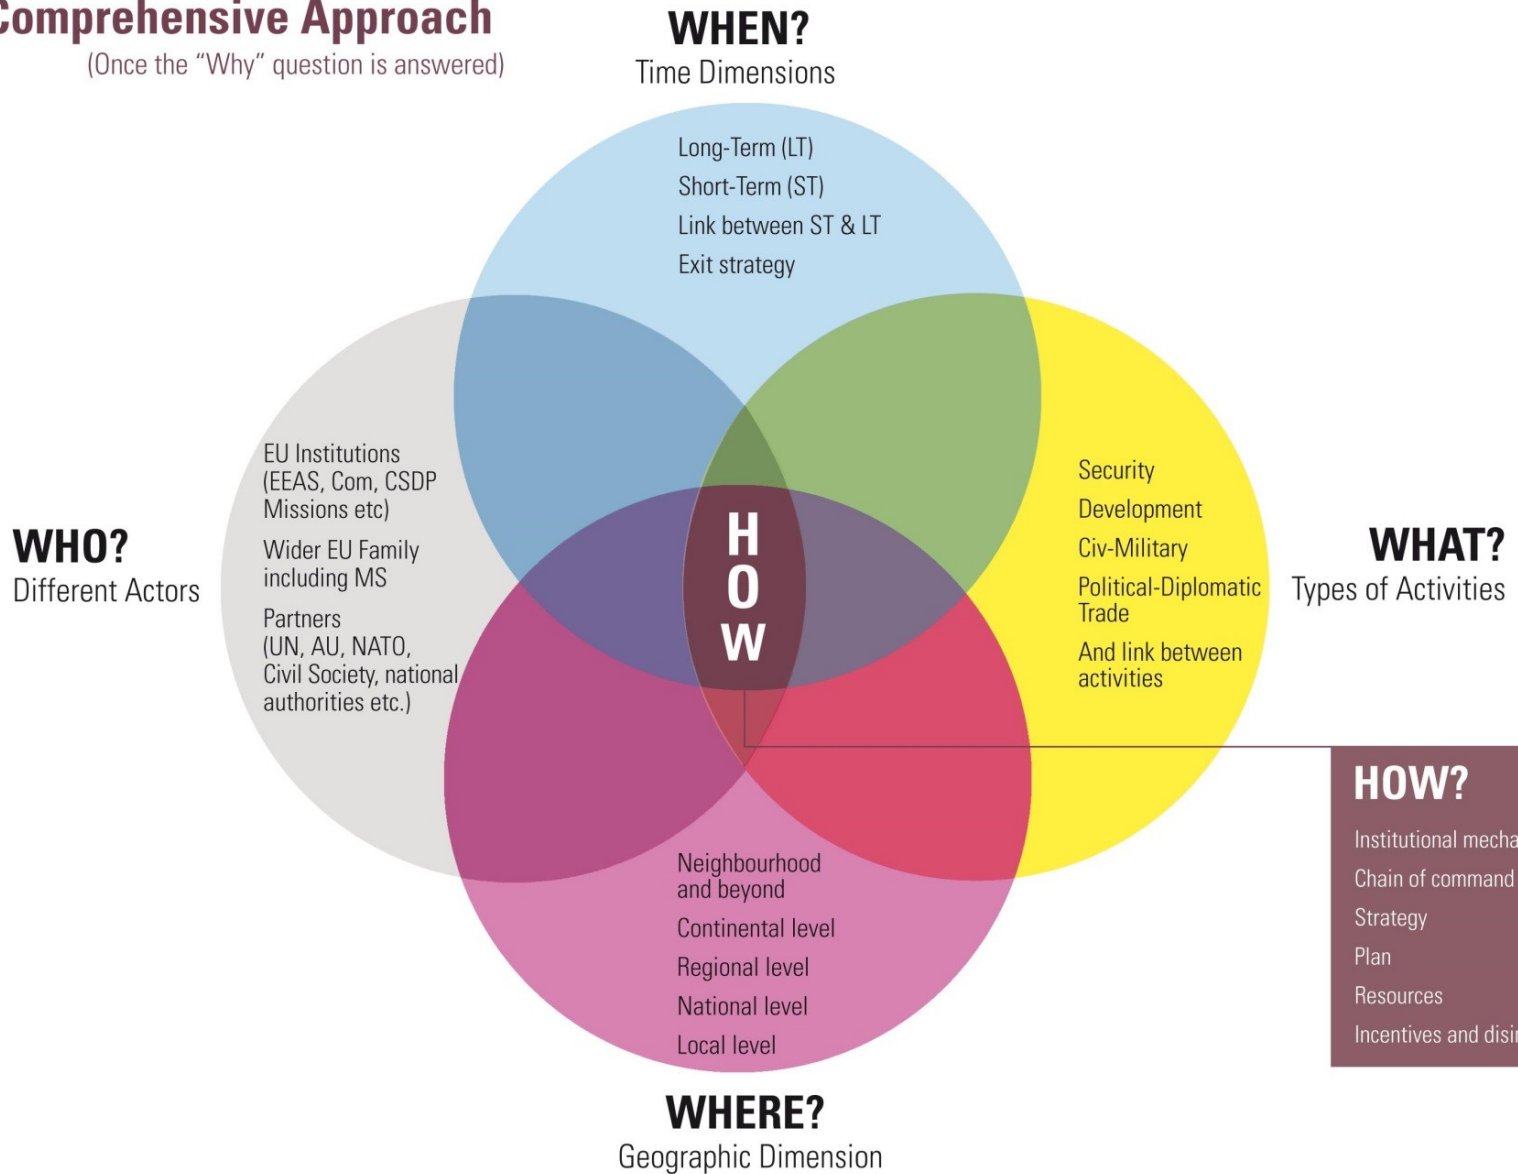 Comprehensive Approach
(Once the “Why” question is answered)
WHEN?
Time Dimensions
Long-Term (LT)
Short-Term (ST)
Link between ST & LT
Exit strategy
WHO?
Different Actors
EU Institutions
(EEAS, Com, CSDP
Missions etc)
Wider EU Family
including MS
Partners
(UN, AU, NATO,
Civil Society, national
authorities etc.)
H
O
W
Security
Development
Civ-Military
Political-Diplomatic
Trade
And link between
activities
WHAT?
Types of Activities
HOW?
Institutional
Chain of command
Strategy
Plan
Resources
Incentives and
Neighbourhood
and beyond
Continental level
Regional level
National level
Local level
WHERE?
Geographic Dimension